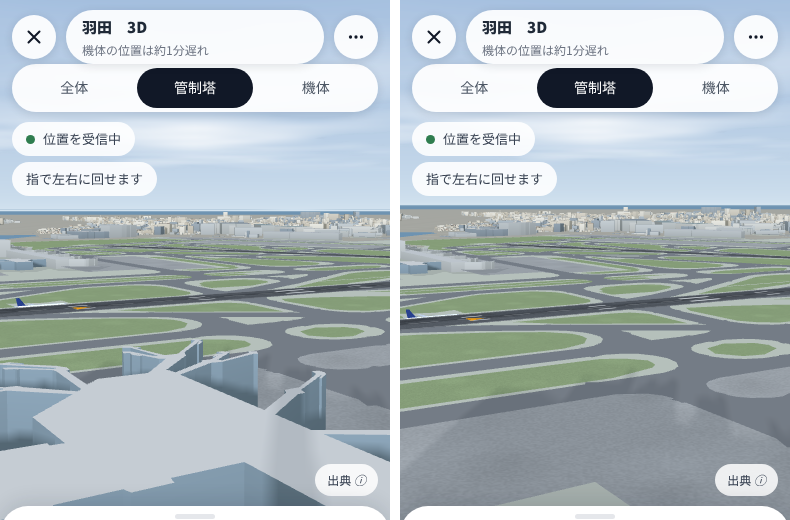 羽田　3D
機体の位置は約1分遅れ
全体
管制塔
機体
位置を受信中
指で左右に回せます
出典 ⓘ
羽田　3D
機体の位置は約1分遅れ
全体
管制塔
機体
位置を受信中
指で左右に回せます
出典 ⓘ